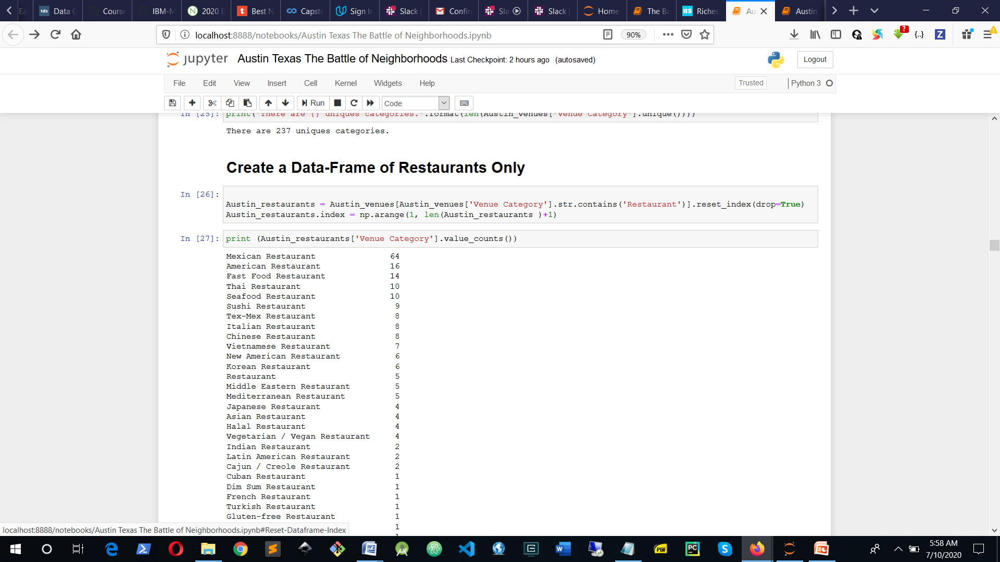 Data C
Course
IBM-M
2020 E
Best N
Capsto
Sign In
Slack
Confir
Sla
Slack
Home
The Ba
Riches
Au
Austin
localhost:8888/notebooks/Austin Texas The Battle of Neighborhoods.ipynb
90%
jupyter Austin Texas The Battle of Neighborhoods Last Checkpoint: 2 hours ago (autosaved)
Logout
File Edit View Insert Cell Kernel Widgets Help
Trusted
Python 3
Run
Code
In [25]: print('There are {} uniques categories.'.format(len(Austin_venues['Venue Category'].unique())))
There are 237 uniques categories.
Create a Data-Frame of Restaurants Only
In [26]:
Austin_restaurants = Austin_venues[Austin_venues['Venue Category'].str.contains('Restaurant')].reset_index(drop=True)
Austin_restaurants.index = np.arange(1, len(Austin_restaurants )+1)
In [27]: print (Austin_restaurants['Venue Category'].value_counts())
Mexican Restaurant 64
American Restaurant 16
Fast Food Restaurant 14
Thai Restaurant 10
Seafood Restaurant 10
Sushi Restaurant 9
Tex-Mex Restaurant 8
Italian Restaurant 8
Chinese Restaurant 8
Vietnamese Restaurant 7
New American Restaurant 6
Korean Restaurant 6
Restaurant 5
Middle Eastern Restaurant 5
Mediterranean Restaurant 5
Japanese Restaurant 4
Asian Restaurant 4
Halal Restaurant 4
Vegetarian / Vegan Restaurant 4
Indian Restaurant 2
Latin American Restaurant 2
Cajun / Creole Restaurant 2
Cuban Restaurant 1
Dim Sum Restaurant 1
French Restaurant 1
Turkish Restaurant 1
Gluten-free Restaurant 1
1
localhost:8888/notebooks/Austin Texas The Battle of Neighborhoods.ipynb#Reset-Dataframe-Index
5:58 AM
7/10/2020